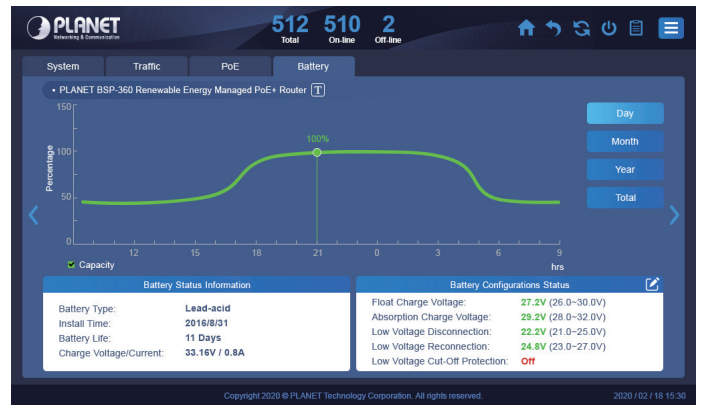 PLANET
Networking & Communication
512 510 2
Total On-line Off-line
System Traffic PoE Battery
• PLANET BSP-360 Renewable Energy Managed PoE+ Router T
150
100
50
0
Percentage
100%
12 15 18 21 0 3 6 9
hrs
Capacity
Day
Month
Year
Total
Battery Status Information
Battery Type: Lead-acid
Install Time: 2016/8/31
Battery Life: 11 Days
Charge Voltage/Current: 33.16V / 0.8A
Battery Configurations Status
Float Charge Voltage: 27.2V (26.0~30.0V)
Absorption Charge Voltage: 29.2V (28.0~32.0V)
Low Voltage Disconnection: 22.2V (21.0~25.0V)
Low Voltage Reconnection: 24.8V (23.0~27.0V)
Low Voltage Cut-Off Protection: Off
Copyright 2020 © PLANET Technology Corporation. All rights reserved.
2020 / 02 / 18 15:30